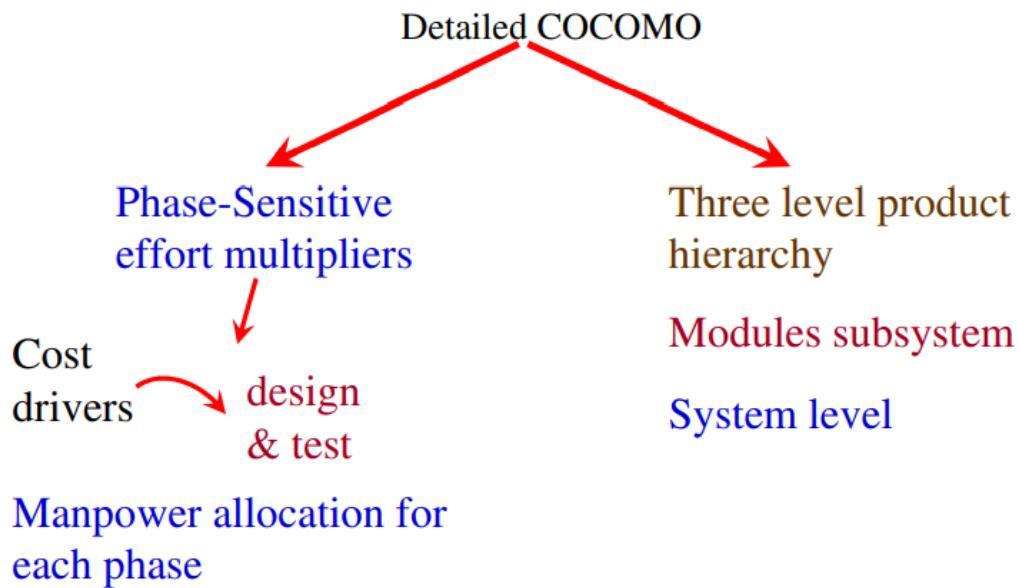 Detailed COCOMO
Phase-Sensitive
effort multipliers
Cost
drivers
design
& test
Manpower allocation for
each phase
Three level product
hierarchy
Modules subsystem
System level